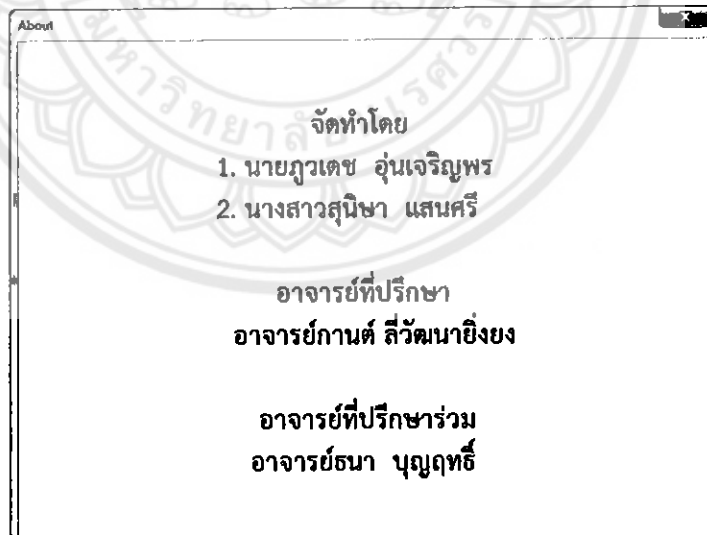 About
จัดทำโดย
1. นายภูวเดช อุ่นเจริญพร
2. นางสาวสุนิษา แสนศรี
อาจารย์ที่ปรึกษา
อาจารย์กานต์ ลี่วัฒนายิ่งยง
อาจารย์ที่ปรึกษาร่วม
อาจารย์ธนา บุญฤทธิ์